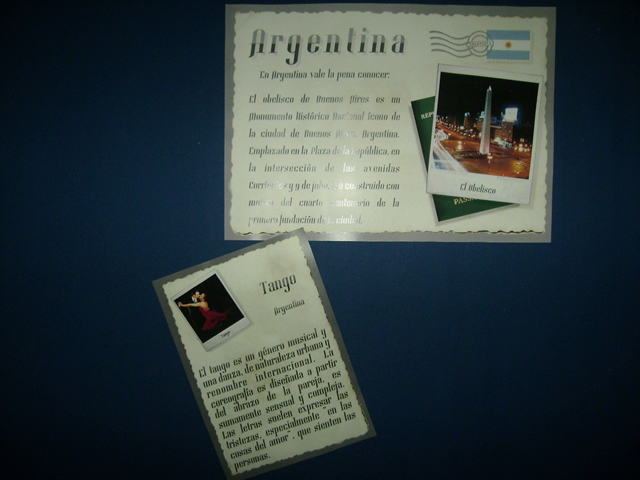 Argentina
En Argentina vale la pena conocer:
El obelisco de Buenos Aires es un
Monumento Histórico Nacional ícono de
la ciudad de Buenos Aires, Argentina.
Emplazado en la Plaza de la República, en
la intersección de las avenidas
Corrientes y 9 de julio, construido con
motivo del cuarto centenario de la
primera fundación de la ciudad.
El Obelisco
Tango
Argentina
El tango es un género musical y
una danza, de naturaleza urbana y
renombre internacional. La
coreografía es diseñada a partir
del abrazo de la pareja, es
sumamente sensual y compleja.
Las letras suelen expresar las
tristezas, especialmente "en las
cosas del amor", que sienten las
personas.